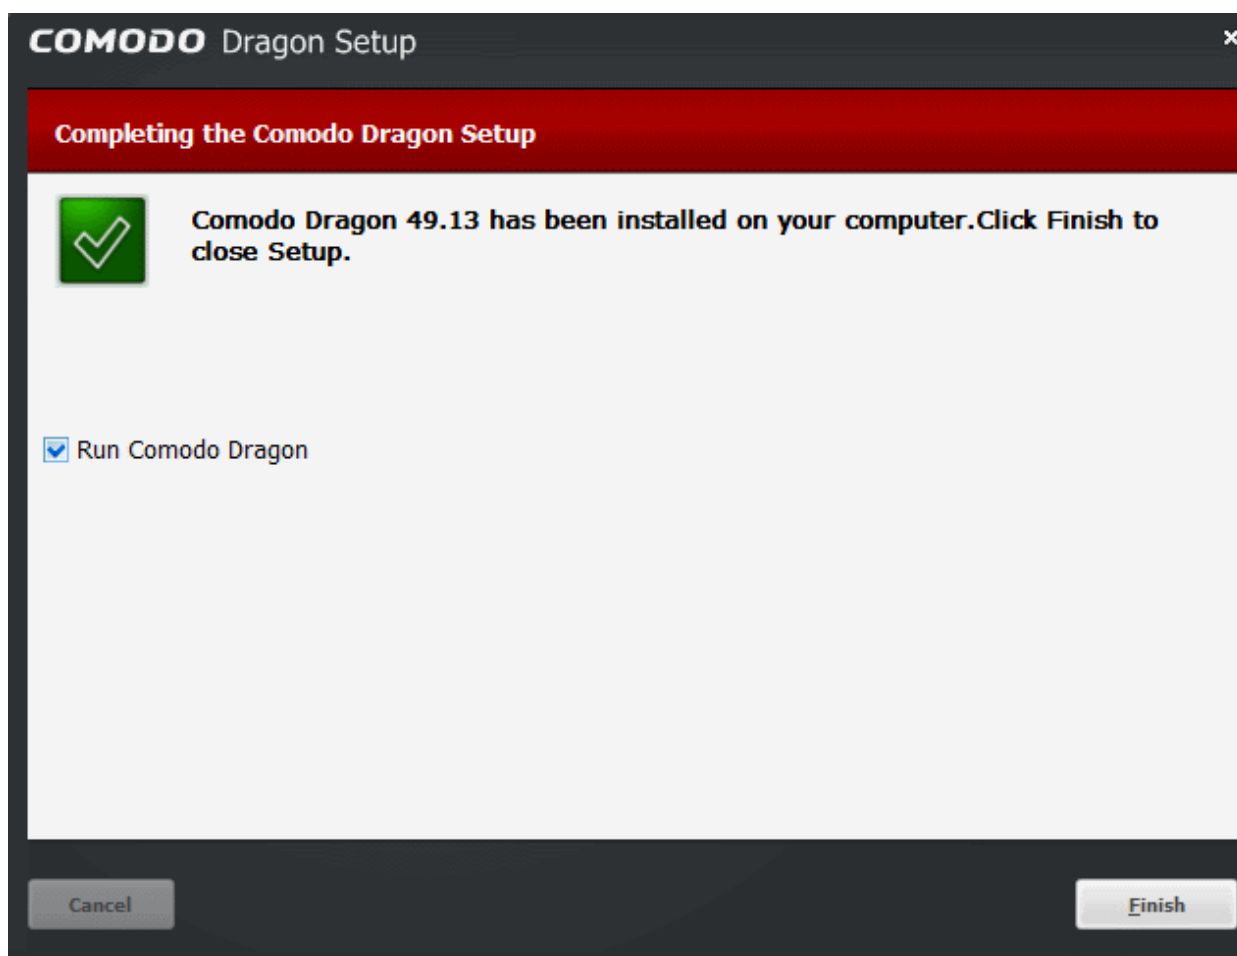 COMODO Dragon Setup
Completing the Comodo Dragon Setup
Comodo Dragon 49.13 has been installed on your computer.Click Finish to
close Setup.
Run Comodo Dragon
Cancel
Finish